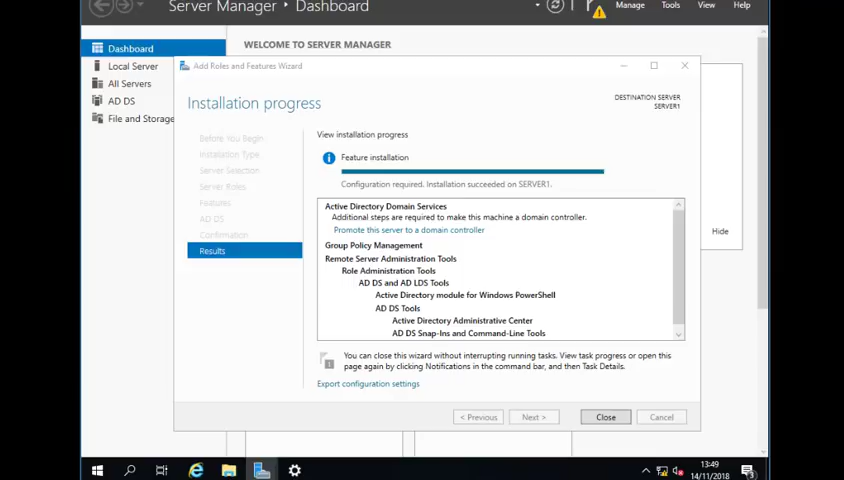 Server Manager • Dashboard
Manage Tools View Help
Dashboard
Local Server
All Servers
AD DS
File and Storage
WELCOME TO SERVER MANAGER
Add Roles and Features Wizard
Installation progress
DESTINATION SERVER
SERVER1
Before You Begin
Installation Type
Server Selection
Server Roles
Features
AD DS
Confirmation
Results
View installation progress
Feature installation
Configuration required. Installation succeeded on SERVER1.
Active Directory Domain Services
Additional steps are required to make this machine a domain controller.
Promote this server to a domain controller
Group Policy Management
Remote Server Administration Tools
Role Administration Tools
AD DS and AD LDS Tools
Active Directory module for Windows PowerShell
AD DS Tools
Active Directory Administrative Center
AD DS Snap-Ins and Command-Line Tools
You can close this wizard without interrupting running tasks. View task progress or open this
page again by clicking Notifications in the command bar, and then Task Details.
Export configuration settings
< Previous Next > Close Cancel
Hide
13:49
14/11/2018
3